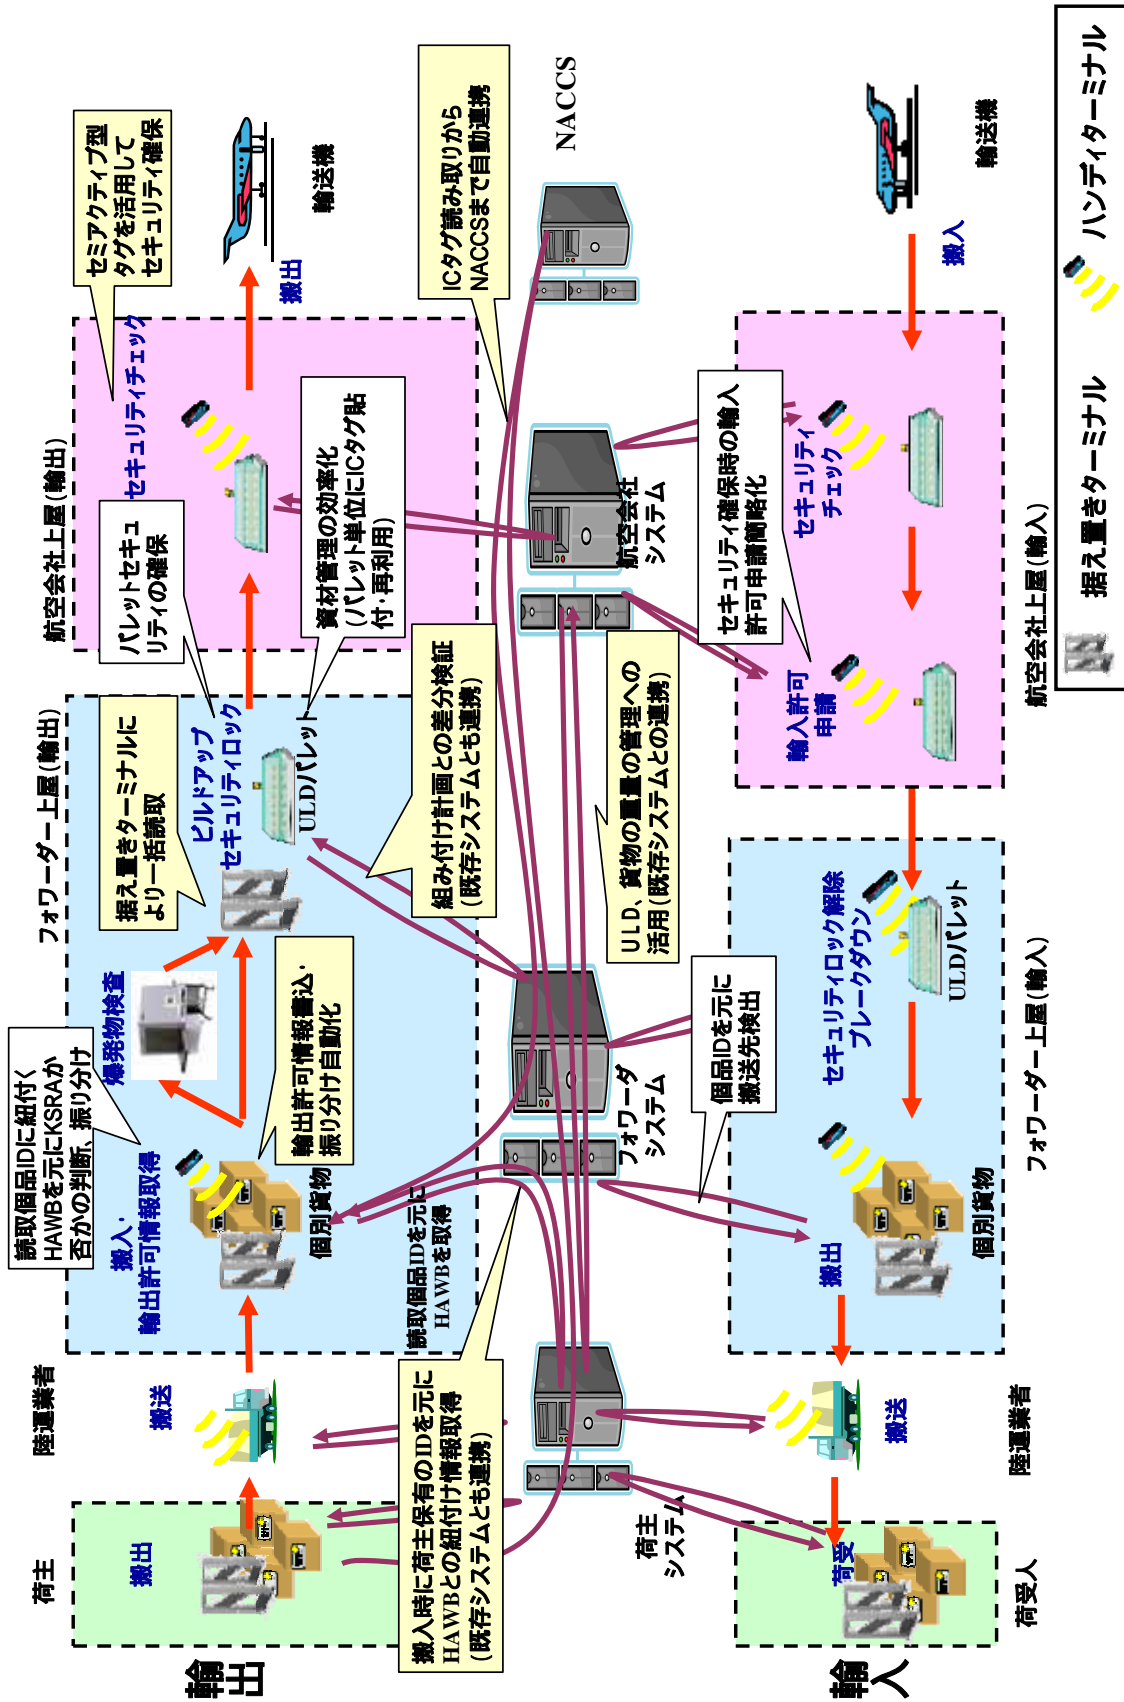 輸出
荷主
搬出
陸運業者
搬送
フォワーダー上屋(輸出)
読取個品IDに紐付く
HAWBを元にKSRAか
否かの判断、振り分け
搬入・
輸出許可情報取得
個別貨物
読取個品IDを元に
HAWBを取得
爆発物検査
輸出許可情報書込・
振り分け自動化
据え置きターミナルに
より一括読取
ビルドアップ
セキュリティロック
ULDパレット
航空会社上屋(輸出)
パレットセキュ
リティの確保
資材管理の効率化
(パレット単位にICタグ貼
付・再利用)
セキュリティチェック
セミアクティブ型
タグを活用して
セキュリティ確保
搬出
輸送機
搬入時に荷主保有のIDを元に
HAWBとの紐付け情報取得
(既存システムとも連携)
組み付け計画との差分検証
(既存システムとも連携)
ICタグ読み取りから
NACCSまで自動連携
荷主
システム
フォワーダ
システム
航空会社
システム
NACCS
個品IDを元に
搬送先検出
ULD、貨物の重量の管理への
活用(既存システムとの連携)
セキュリティ確保時の輸入
許可申請簡略化
輸入
荷受
荷受人
搬送
陸運業者
搬出
個別貨物
セキュリティロック解除
ブレークダウン
ULDパレット
フォワーダー上屋(輸入)
輸入許可
申請
セキュリティ
チェック
航空会社上屋(輸入)
搬入
輸送機
据え置きターミナル
ハンディターミナル